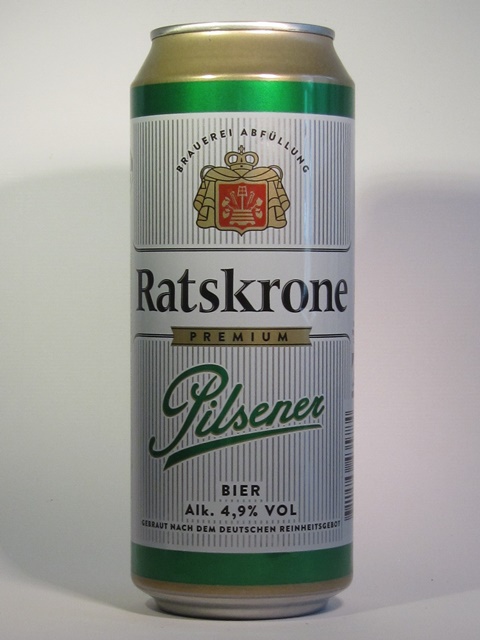 BRAUEREI ABFÜLLUNG
Ratskrone
PREMIUM
Pilsener
BIER
Alk. 4,9% VOL
GEBRAUT NACH DEM DEUTSCHEN REINHEITSGEBOT